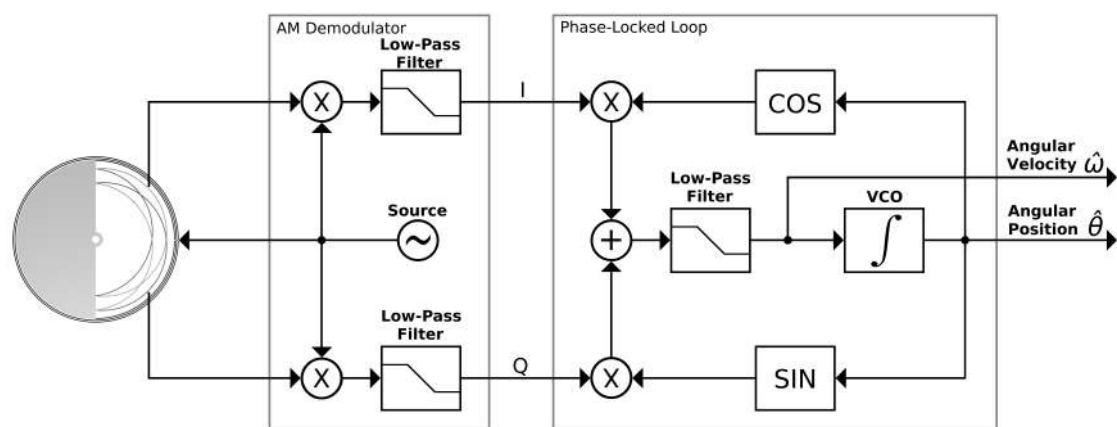 AM Demodulator
Phase-Locked Loop
Low-Pass
Filter
X
I
X
COS
Angular
Velocity ω̂
Low-Pass
Filter
VCO
Source
~
+
∫
Angular
Position θ̂
Low-Pass
Filter
X
Q
X
SIN